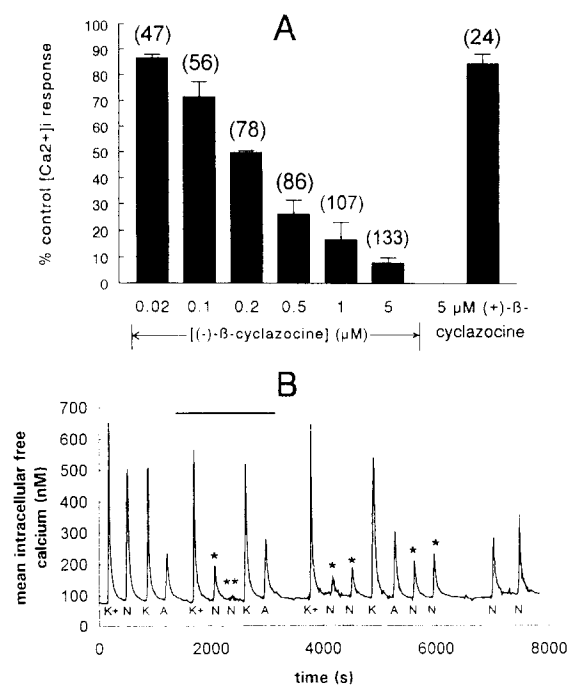 A
(47)
(56)
(78)
(86)
(107)
(133)
(24)
% control [Ca2+]i response
100
90
80
70
60
50
40
30
20
10
0
0.02 0.1 0.2 0.5 1 5 5 µM (+)-ß-
[(-)-ß-cyclazocine] (µM) cyclazocine
B
mean intracellular free
calcium (nM)
700
600
500
400
300
200
100
0
* ** * * * *
K+ N K A K+ N N K A K+ N N K A N N N N
0 2000 4000 6000 8000
time (s)